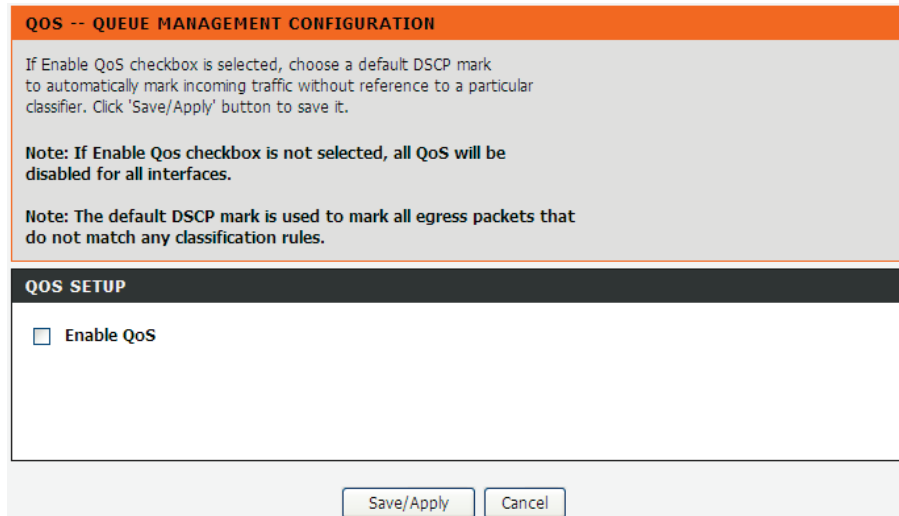 QOS -- QUEUE MANAGEMENT CONFIGURATION
If Enable QoS checkbox is selected, choose a default DSCP mark
to automatically mark incoming traffic without reference to a particular
classifier. Click 'Save/Apply' button to save it.
Note: If Enable Qos checkbox is not selected, all QoS will be
disabled for all interfaces.
Note: The default DSCP mark is used to mark all egress packets that
do not match any classification rules.
QOS SETUP
Enable QoS
Save/Apply Cancel